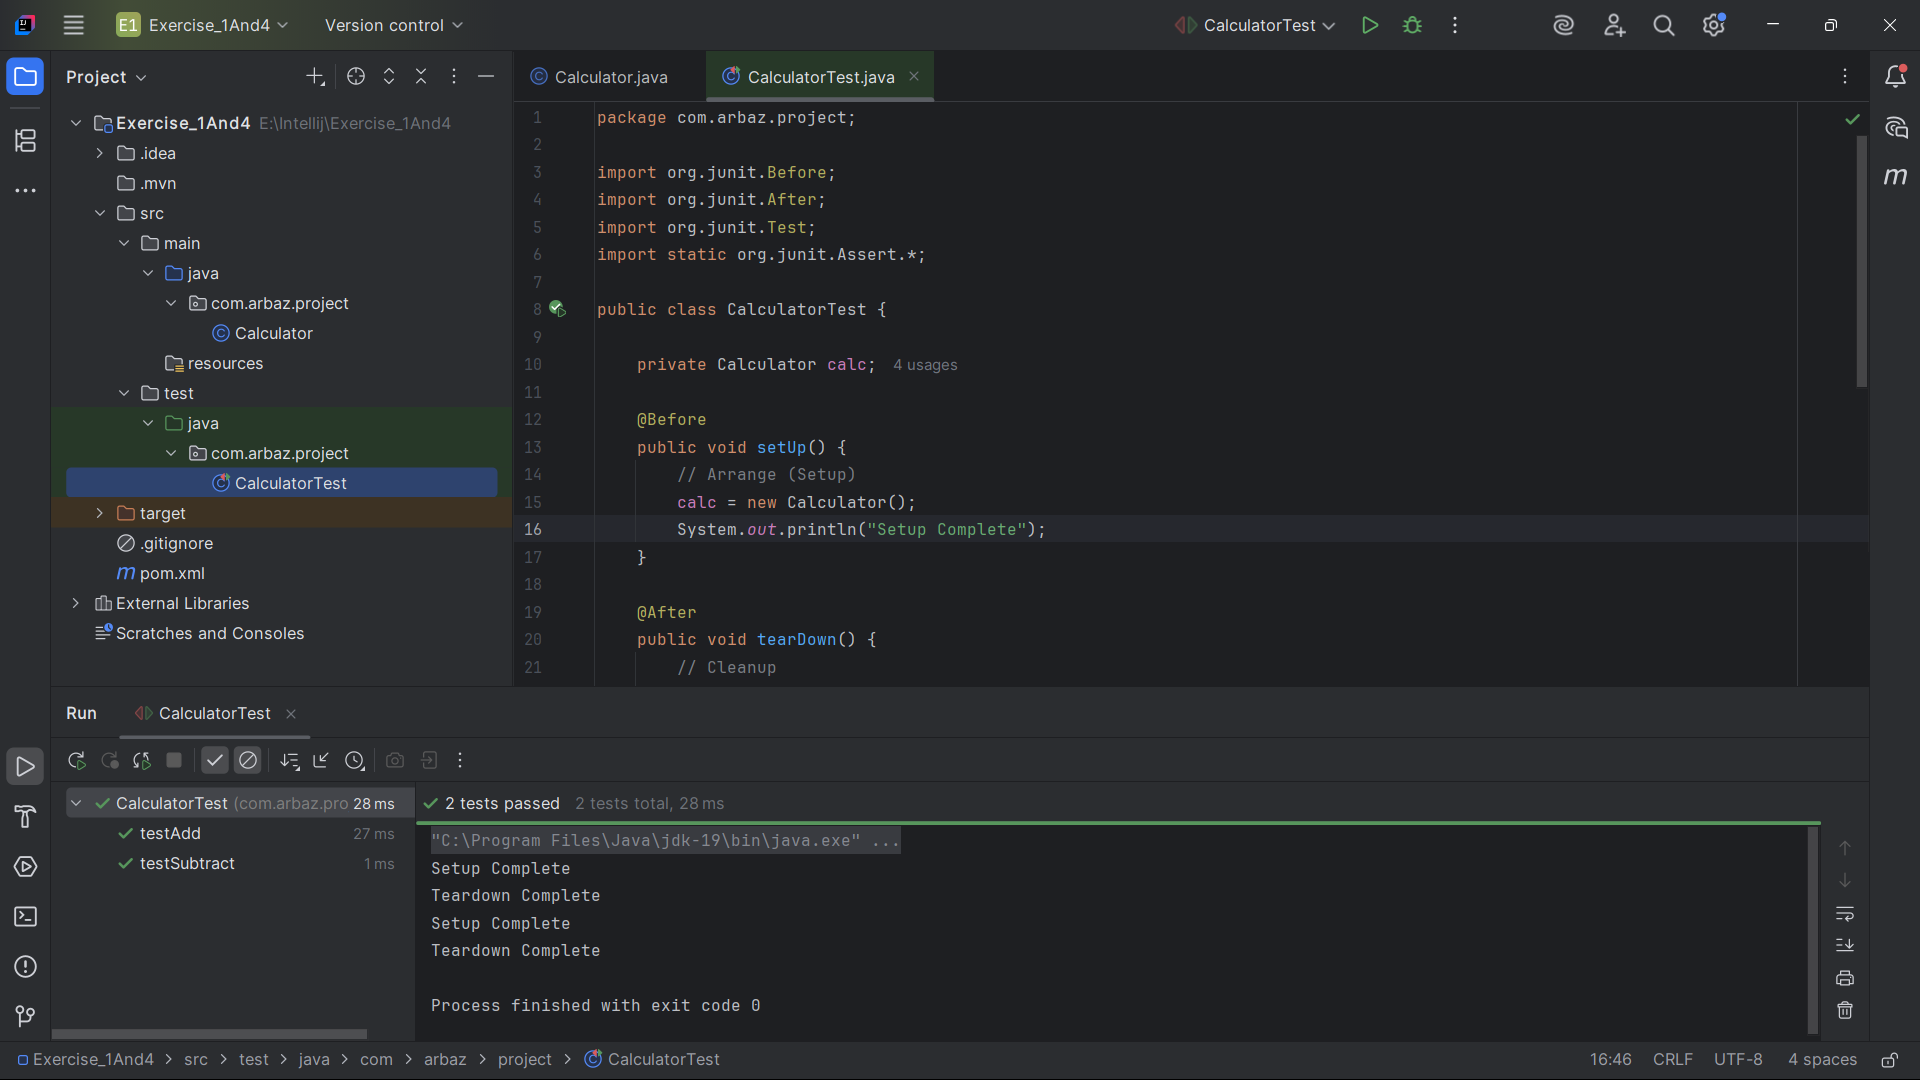 E1 Exercise_1And4 Version control CalculatorTest
Project
Calculator.java CalculatorTest.java
Exercise_1And4 E:\Intellij\Exercise_1And4
.idea
.mvn
src
main
java
com.arbaz.project
Calculator
resources
test
java
com.arbaz.project
CalculatorTest
target
.gitignore
m pom.xml
External Libraries
Scratches and Consoles
1 package com.arbaz.project;
2
3 import org.junit.Before;
4 import org.junit.After;
5 import org.junit.Test;
6 import static org.junit.Assert.*;
7
8 public class CalculatorTest {
9
10 private Calculator calc; 4 usages
11
12 @Before
13 public void setUp() {
14 // Arrange (Setup)
15 calc = new Calculator();
16 System.out.println("Setup Complete");
17 }
18
19 @After
20 public void tearDown() {
21 // Cleanup
m
Run CalculatorTest
CalculatorTest (com.arbaz.pro 28 ms
testAdd 27 ms
testSubtract 1 ms
2 tests passed 2 tests total, 28 ms
"C:\Program Files\Java\jdk-19\bin\java.exe" ...
Setup Complete
Teardown Complete
Setup Complete
Teardown Complete
Process finished with exit code 0
Exercise_1And4 > src > test > java > com > arbaz > project > CalculatorTest 16:46 CRLF UTF-8 4 spaces